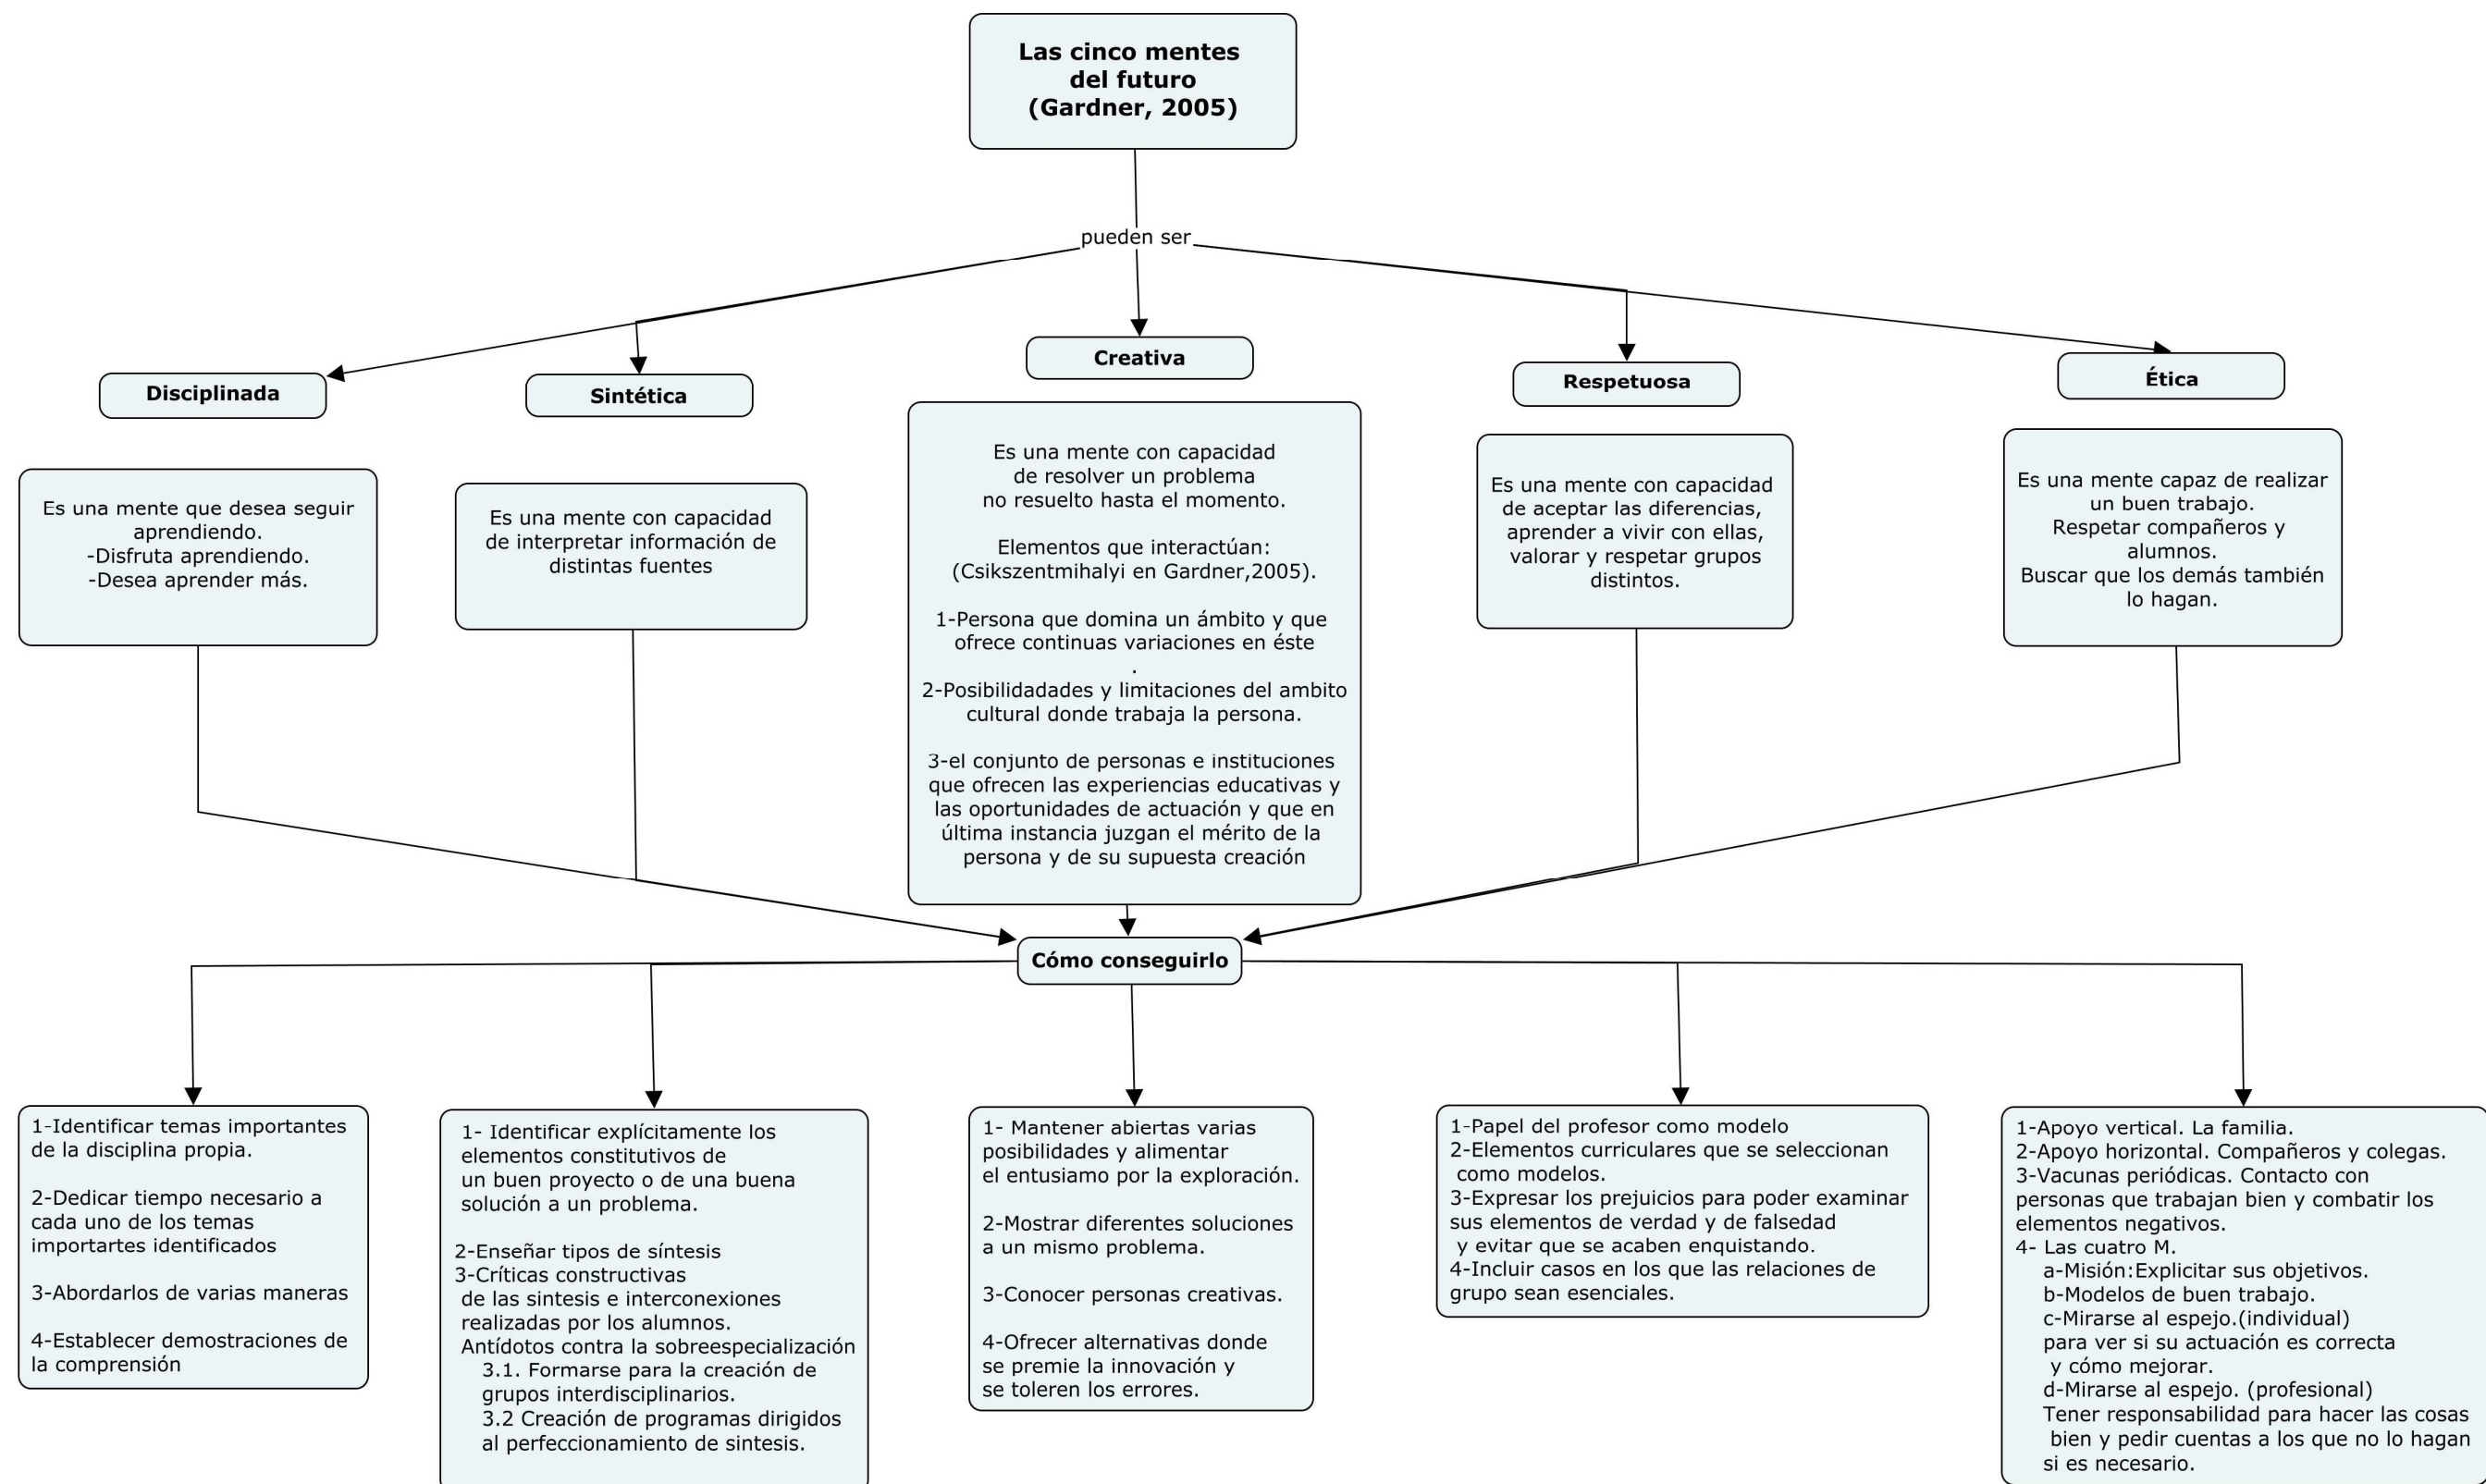 Las cinco mentes
del futuro
(Gardner, 2005)
pueden ser
Disciplinada
Sintética
Creativa
Respetuosa
Ética
Es una mente que desea seguir
aprendiendo.
-Disfruta aprendiendo.
-Desea aprender más.
Es una mente con capacidad
de interpretar información de
distintas fuentes
Es una mente con capacidad
de resolver un problema
no resuelto hasta el momento.
Elementos que interactúan:
(Csikszentmihalyi en Gardner,2005).
1-Persona que domina un ámbito y que
ofrece continuas variaciones en éste
.
2-Posibilidadades y limitaciones del ambito
cultural donde trabaja la persona.
3-el conjunto de personas e instituciones
que ofrecen las experiencias educativas y
las oportunidades de actuación y que en
última instancia juzgan el mérito de la
persona y de su supuesta creación
Es una mente con capacidad
de aceptar las diferencias,
aprender a vivir con ellas,
valorar y respetar grupos
distintos.
Es una mente capaz de realizar
un buen trabajo.
Respetar compañeros y
alumnos.
Buscar que los demás también
lo hagan.
Cómo conseguirlo
1-Identificar temas importantes
de la disciplina propia.
2-Dedicar tiempo necesario a
cada uno de los temas
importartes identificados
3-Abordarlos de varias maneras
4-Establecer demostraciones de
la comprensión
1- Identificar explícitamente los
elementos constitutivos de
un buen proyecto o de una buena
solución a un problema.
2-Enseñar tipos de síntesis
3-Críticas constructivas
de las sintesis e interconexiones
realizadas por los alumnos.
Antídotos contra la sobreespecialización
3.1. Formarse para la creación de
grupos interdisciplinarios.
3.2 Creación de programas dirigidos
al perfeccionamiento de sintesis.
1- Mantener abiertas varias
posibilidades y alimentar
el entusiamo por la exploración.
2-Mostrar diferentes soluciones
a un mismo problema.
3-Conocer personas creativas.
4-Ofrecer alternativas donde
se premie la innovación y
se toleren los errores.
1-Papel del profesor como modelo
2-Elementos curriculares que se seleccionan
como modelos.
3-Expresar los prejuicios para poder examinar
sus elementos de verdad y de falsedad
y evitar que se acaben enquistando.
4-Incluir casos en los que las relaciones de
grupo sean esenciales.
1-Apoyo vertical. La familia.
2-Apoyo horizontal. Compañeros y colegas.
3-Vacunas periódicas. Contacto con
personas que trabajan bien y combatir los
elementos negativos.
4- Las cuatro M.
a-Misión:Explicitar sus objetivos.
b-Modelos de buen trabajo.
c-Mirarse al espejo.(individual)
para ver si su actuación es correcta
y cómo mejorar.
d-Mirarse al espejo. (profesional)
Tener responsabilidad para hacer las cosas
bien y pedir cuentas a los que no lo hagan
si es necesario.